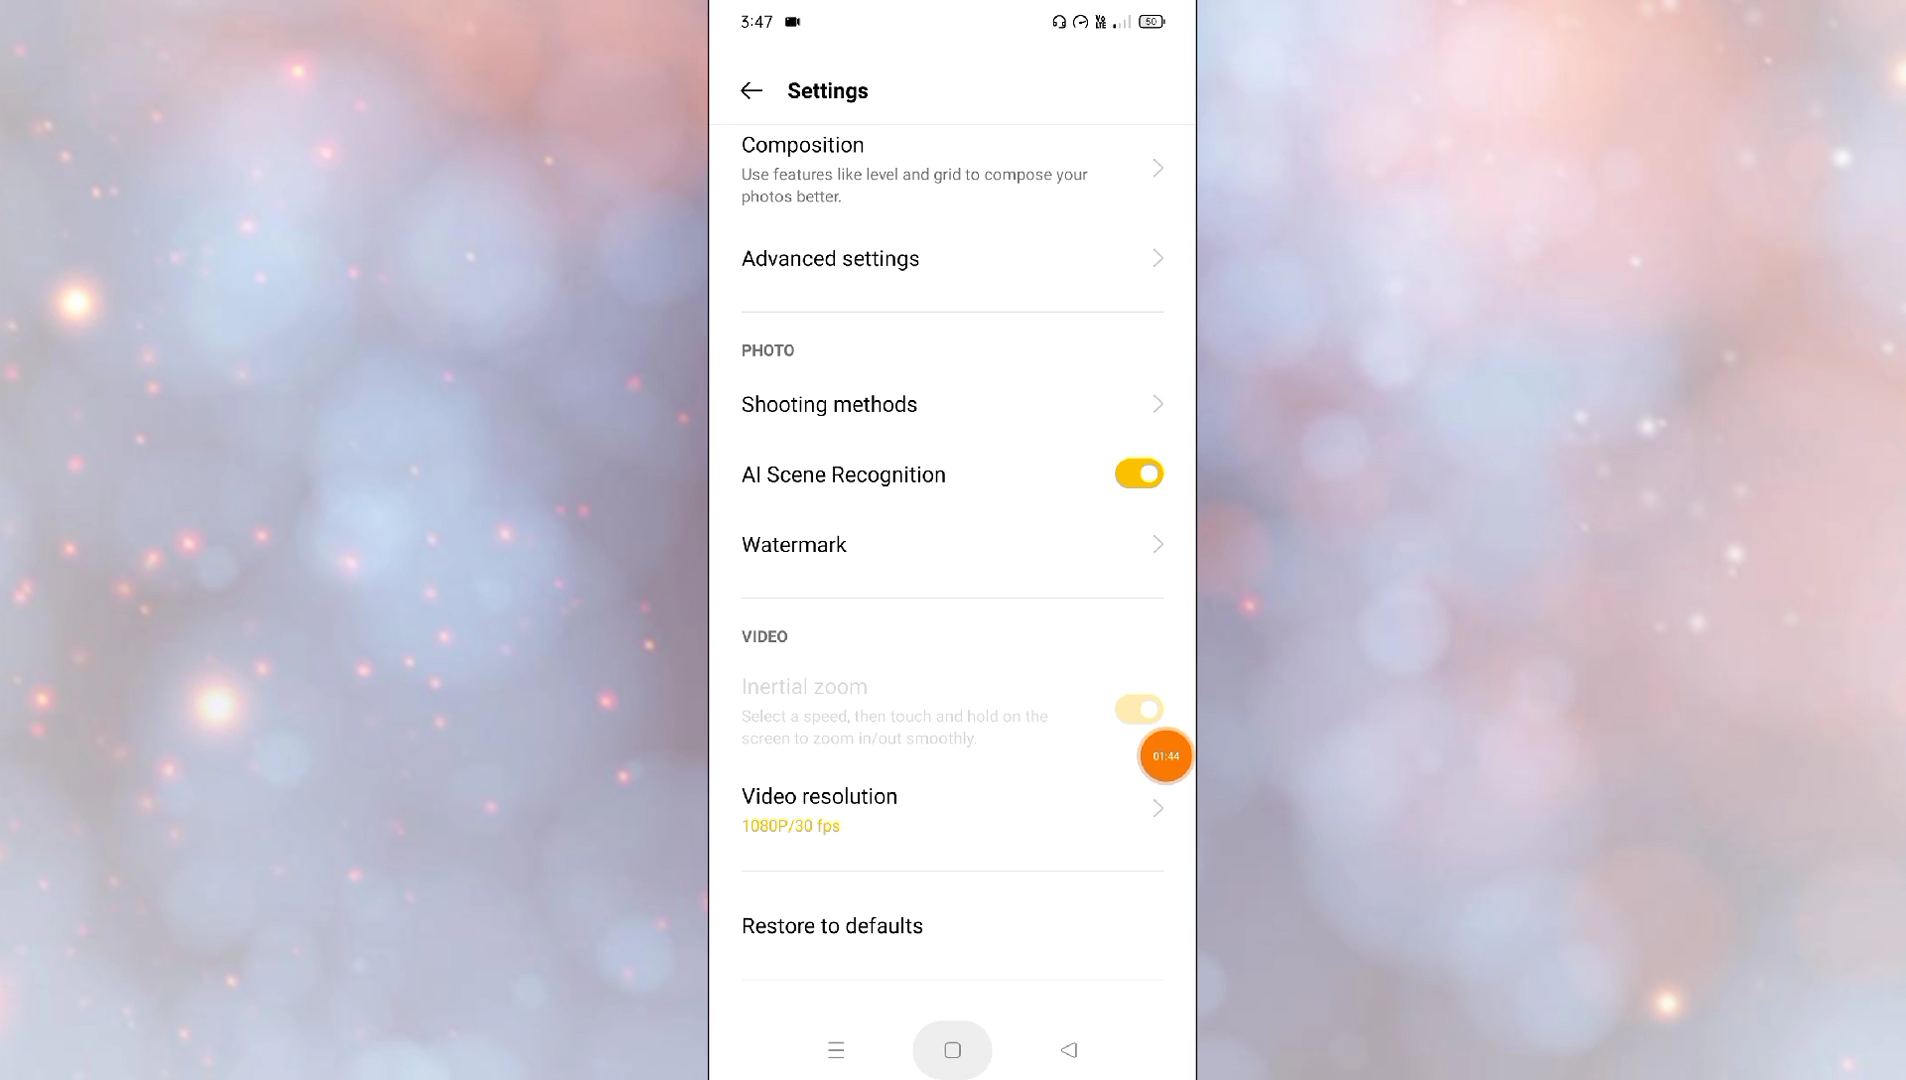 3:47
50
Settings
Composition
Use features like level and grid to compose your
photos better.
Advanced settings
PHOTO
Shooting methods
AI Scene Recognition
Watermark
VIDEO
Inertial zoom
Select a speed, then touch and hold on the
screen to zoom in/out smoothly.
01:44
Video resolution
1080P/30 fps
Restore to defaults